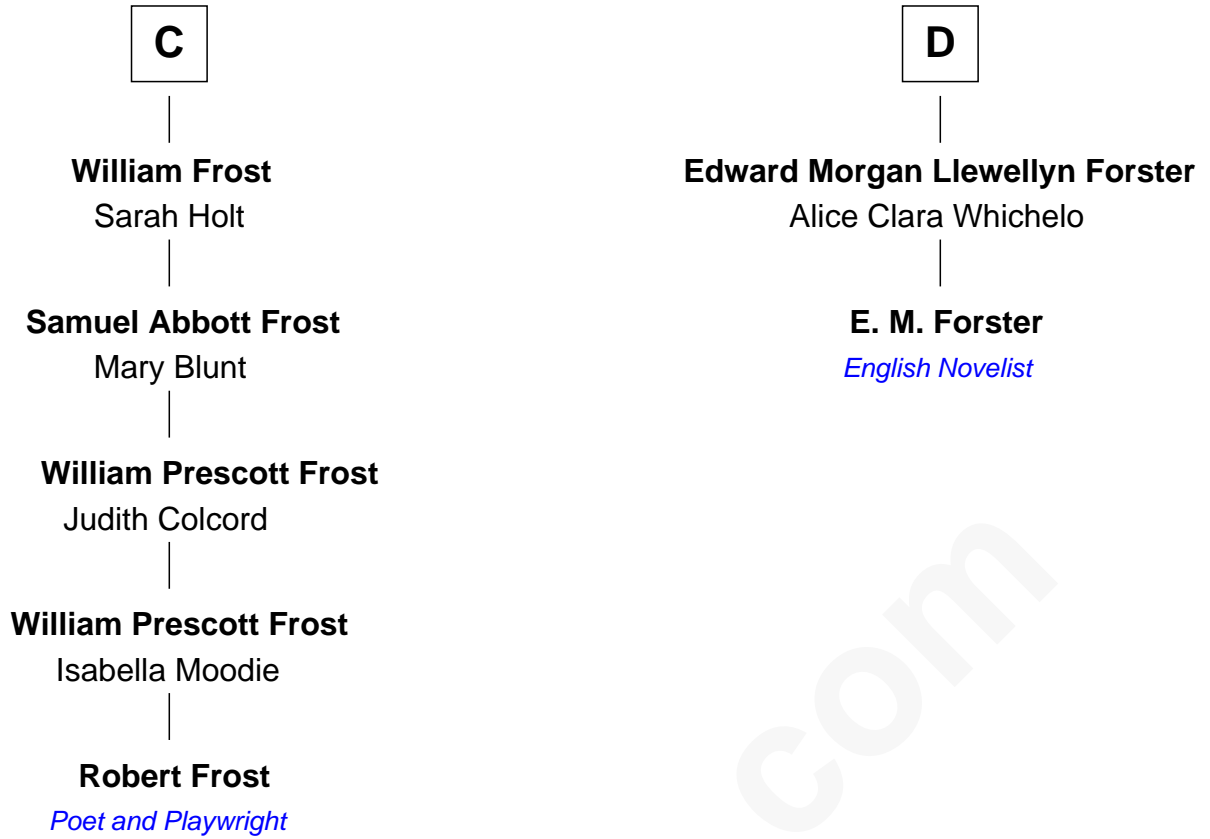 C
William Frost
Sarah Holt
Samuel Abbott Frost
Mary Blunt
William Prescott Frost
Judith Colcord
William Prescott Frost
Isabella Moodie
Robert Frost
Poet and Playwright
D
Edward Morgan Llewellyn Forster
Alice Clara Whichelo
E. M. Forster
English Novelist
com